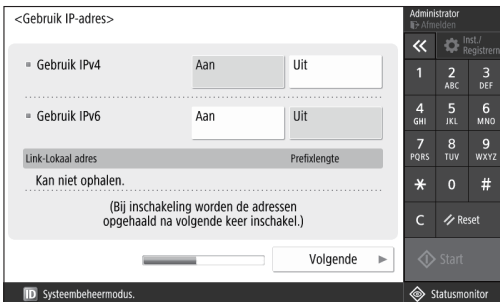 <Gebruik IP-adres>
Gebruik IPv4
Aan
Uit
Gebruik IPv6
Aan
Uit
Link-Lokaal adres
Prefixlengte
Kan niet ophalen.
(Bij inschakeling worden de adressen
opgehaald na volgende keer inschakel.)
Volgende
ID Systeembeheermodus.
Administrator
Afmelden
Inst./
Registrern
1
2
ABC
3
DEF
4
GHI
5
JKL
6
MNO
7
PQRS
8
TUV
9
WXYZ
*
0
#
C
Reset
Start
Statusmonitor